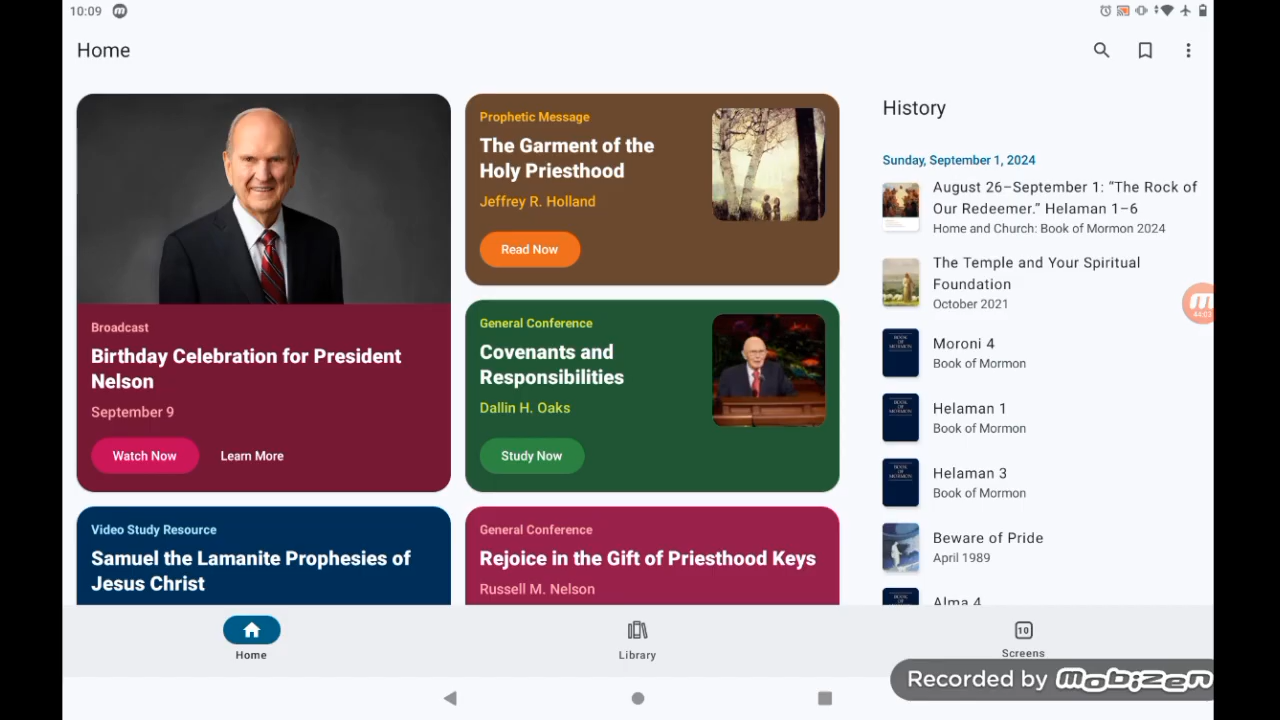 10:09
Home
Broadcast
Birthday Celebration for President
Nelson
September 9
Watch Now
Learn More
Prophetic Message
The Garment of the
Holy Priesthood
Jeffrey R. Holland
Read Now
General Conference
Covenants and
Responsibilities
Dallin H. Oaks
Study Now
Video Study Resource
Samuel the Lamanite Prophesies of
Jesus Christ
General Conference
Rejoice in the Gift of Priesthood Keys
Russell M. Nelson
History
Sunday, September 1, 2024
August 26–September 1: “The Rock of
Our Redeemer.” Helaman 1–6
Home and Church: Book of Mormon 2024
The Temple and Your Spiritual
Foundation
October 2021
Moroni 4
Book of Mormon
Helaman 1
Book of Mormon
Helaman 3
Book of Mormon
Beware of Pride
April 1989
Alma 4
44:03
Home
Library
10
Screens
Recorded by Mobizen